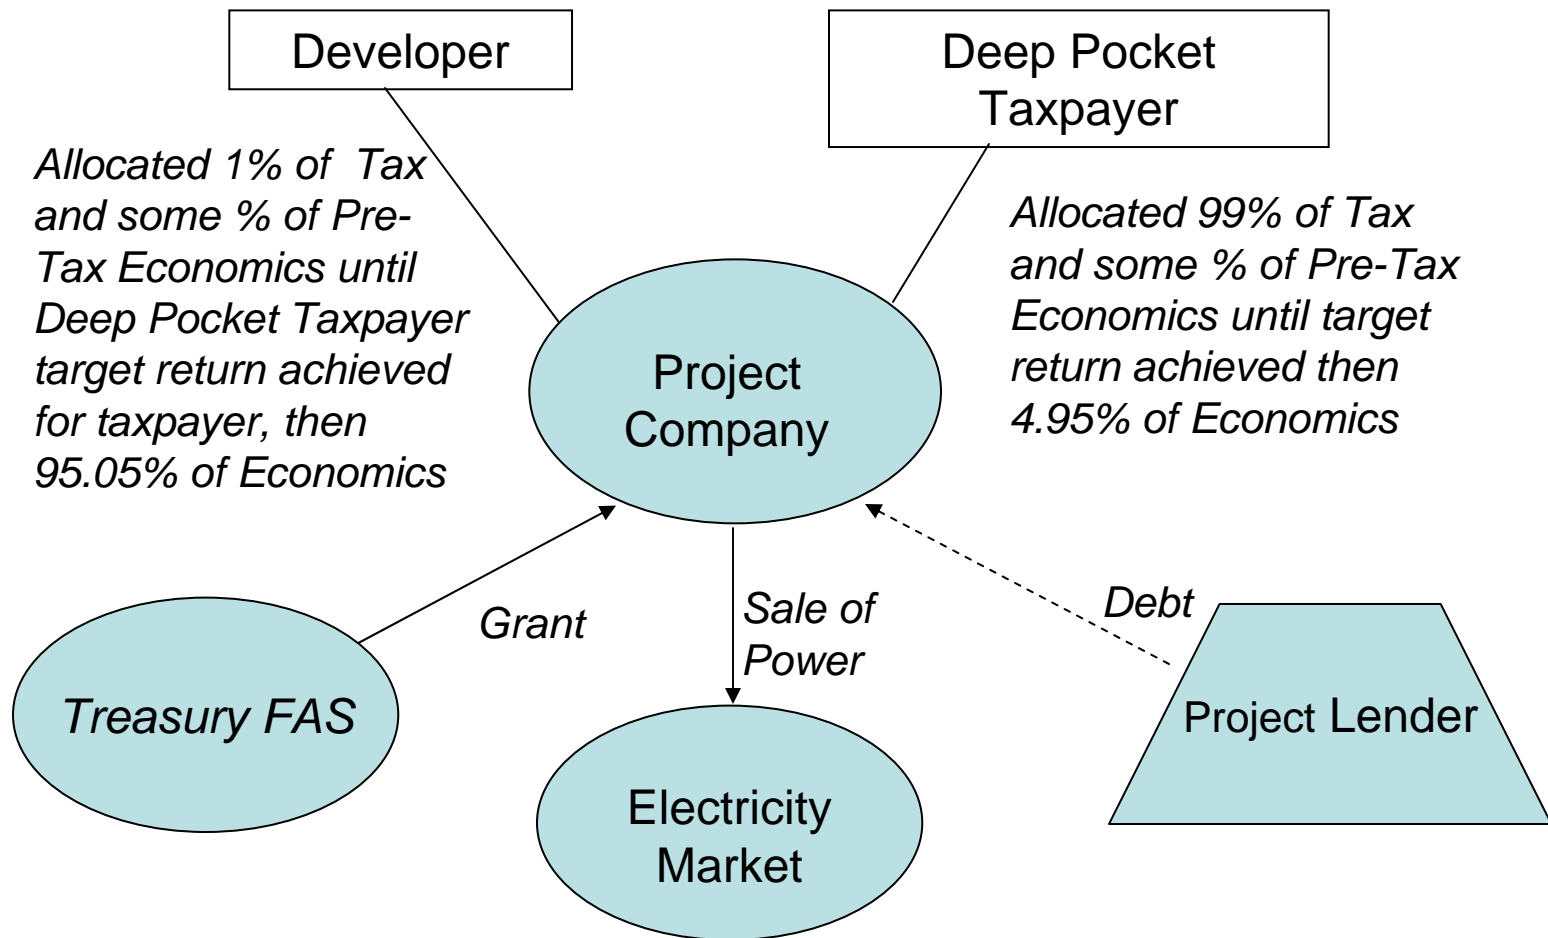 Developer
Deep Pocket
Taxpayer
Allocated 1% of Tax
and some % of Pre-
Tax Economics until
Deep Pocket Taxpayer
target return achieved
for taxpayer, then
95.05% of Economics
Allocated 99% of Tax
and some % of Pre-Tax
Economics until target
return achieved then
4.95% of Economics
Project
Company
Grant
Sale of
Power
Debt
Treasury FAS
Electricity
Market
Project Lender